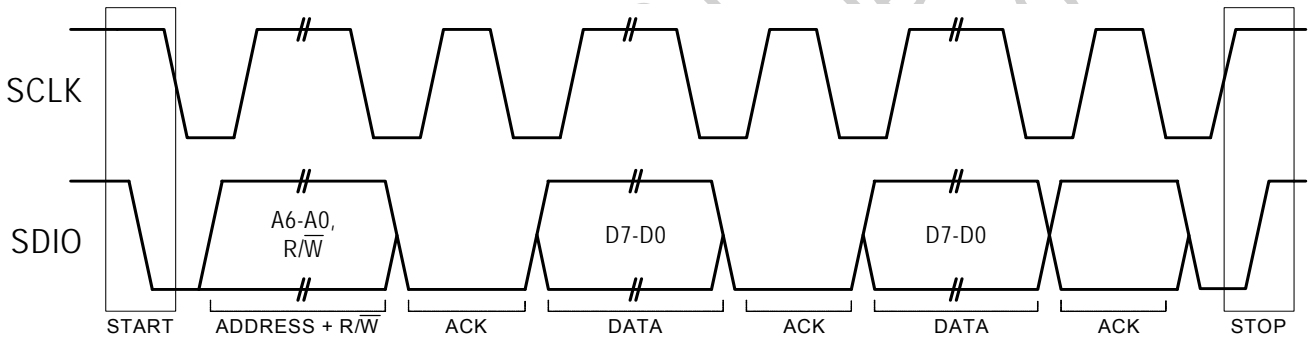 SCLK
SDIO
A6-A0,
R/W̅
D7-D0
D7-D0
START
ADDRESS + R/W̅
ACK
DATA
ACK
DATA
ACK
STOP